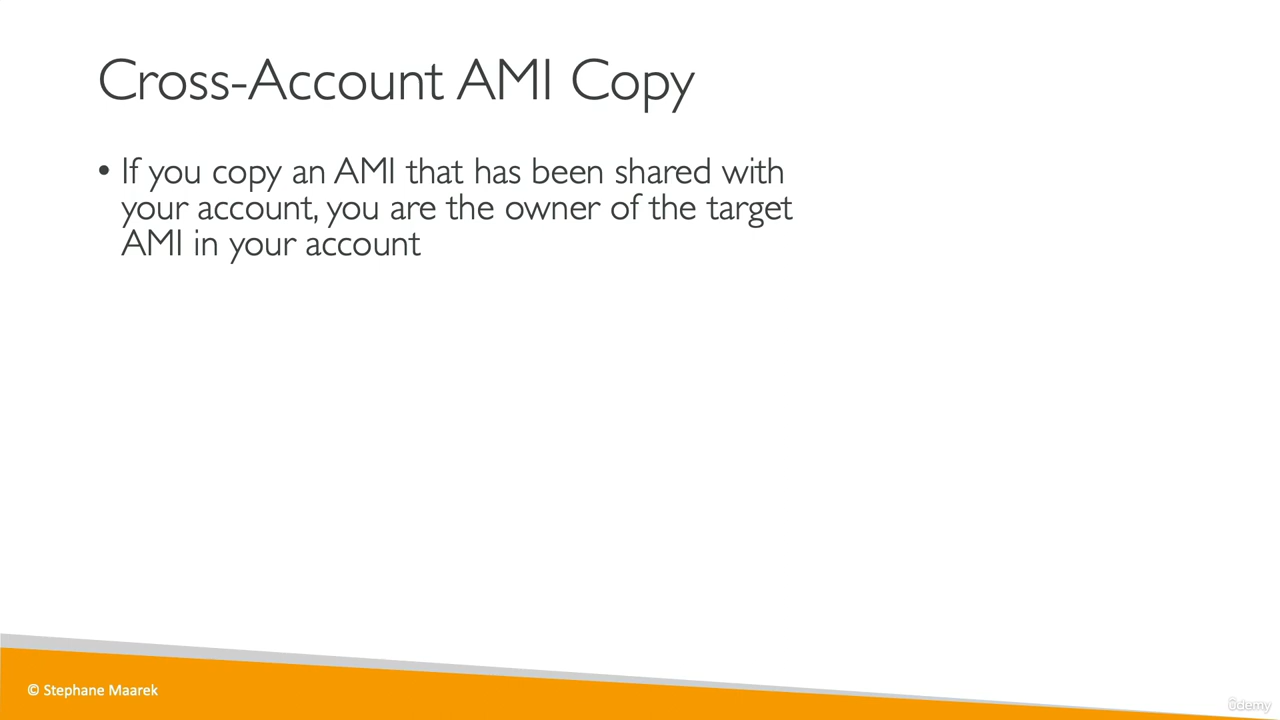 Cross-Account AMI Copy
• If you copy an AMI that has been shared with
your account, you are the owner of the target
AMI in your account
© Stephane Maarek
ûdemy